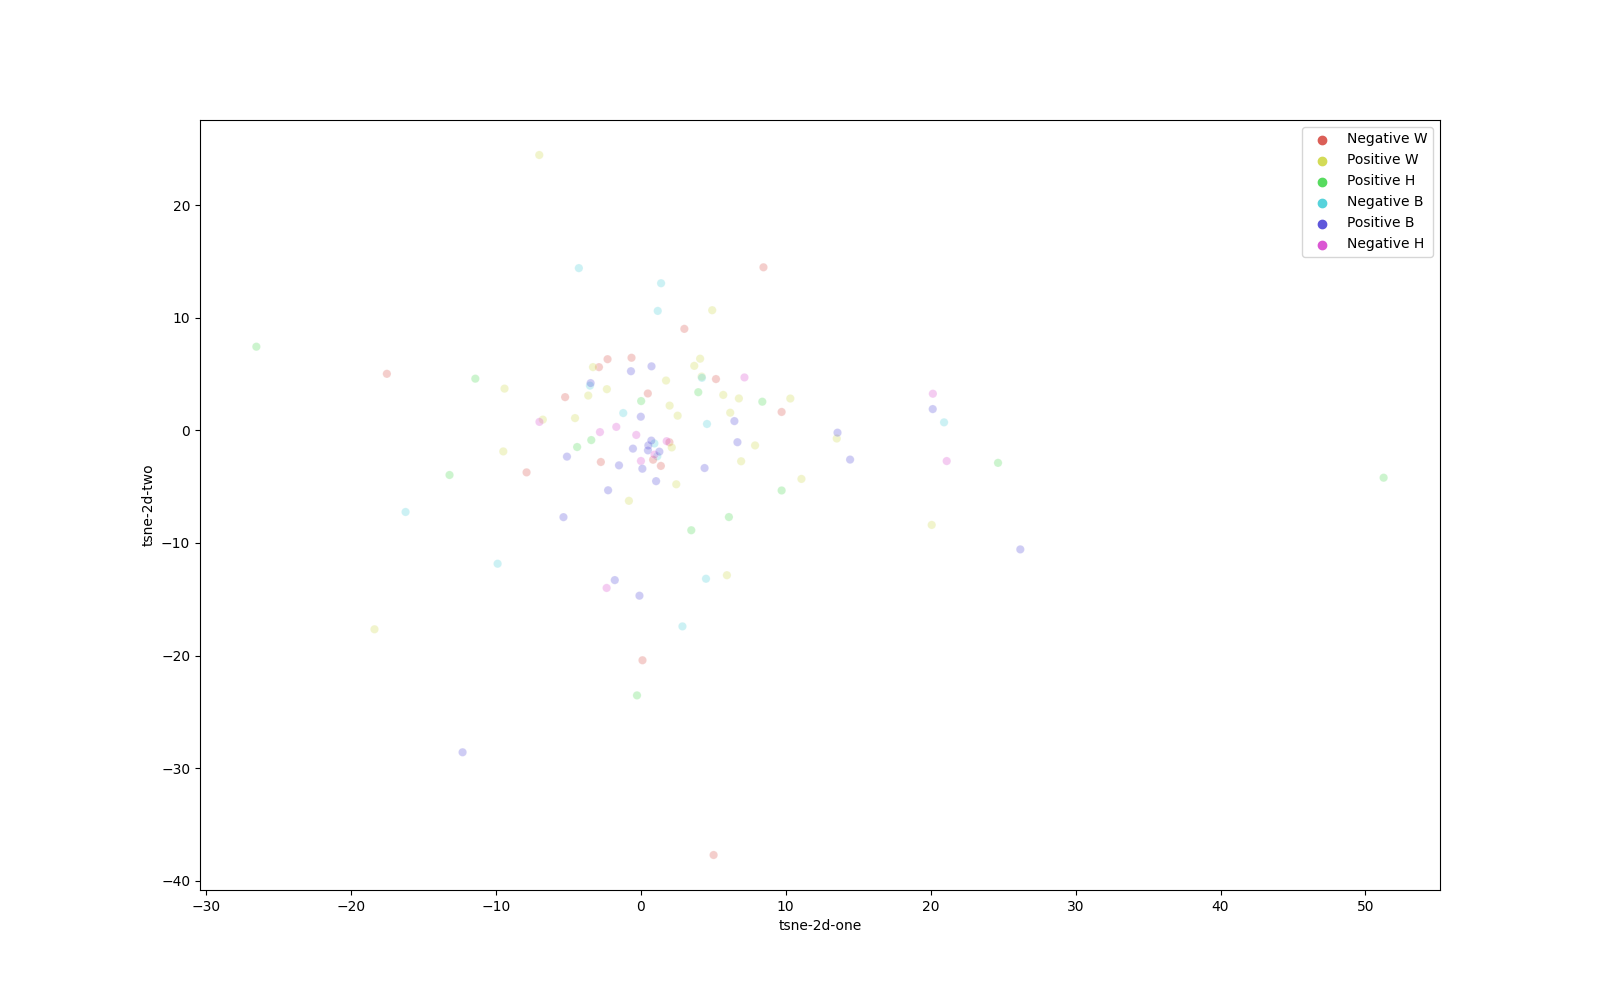 Negative W
Positive W
Positive H
Negative B
Positive B
Negative H
20
10
0
−10
−20
−30
−40
tsne-2d-two
−30 −20 −10 0 10 20 30 40 50
tsne-2d-one